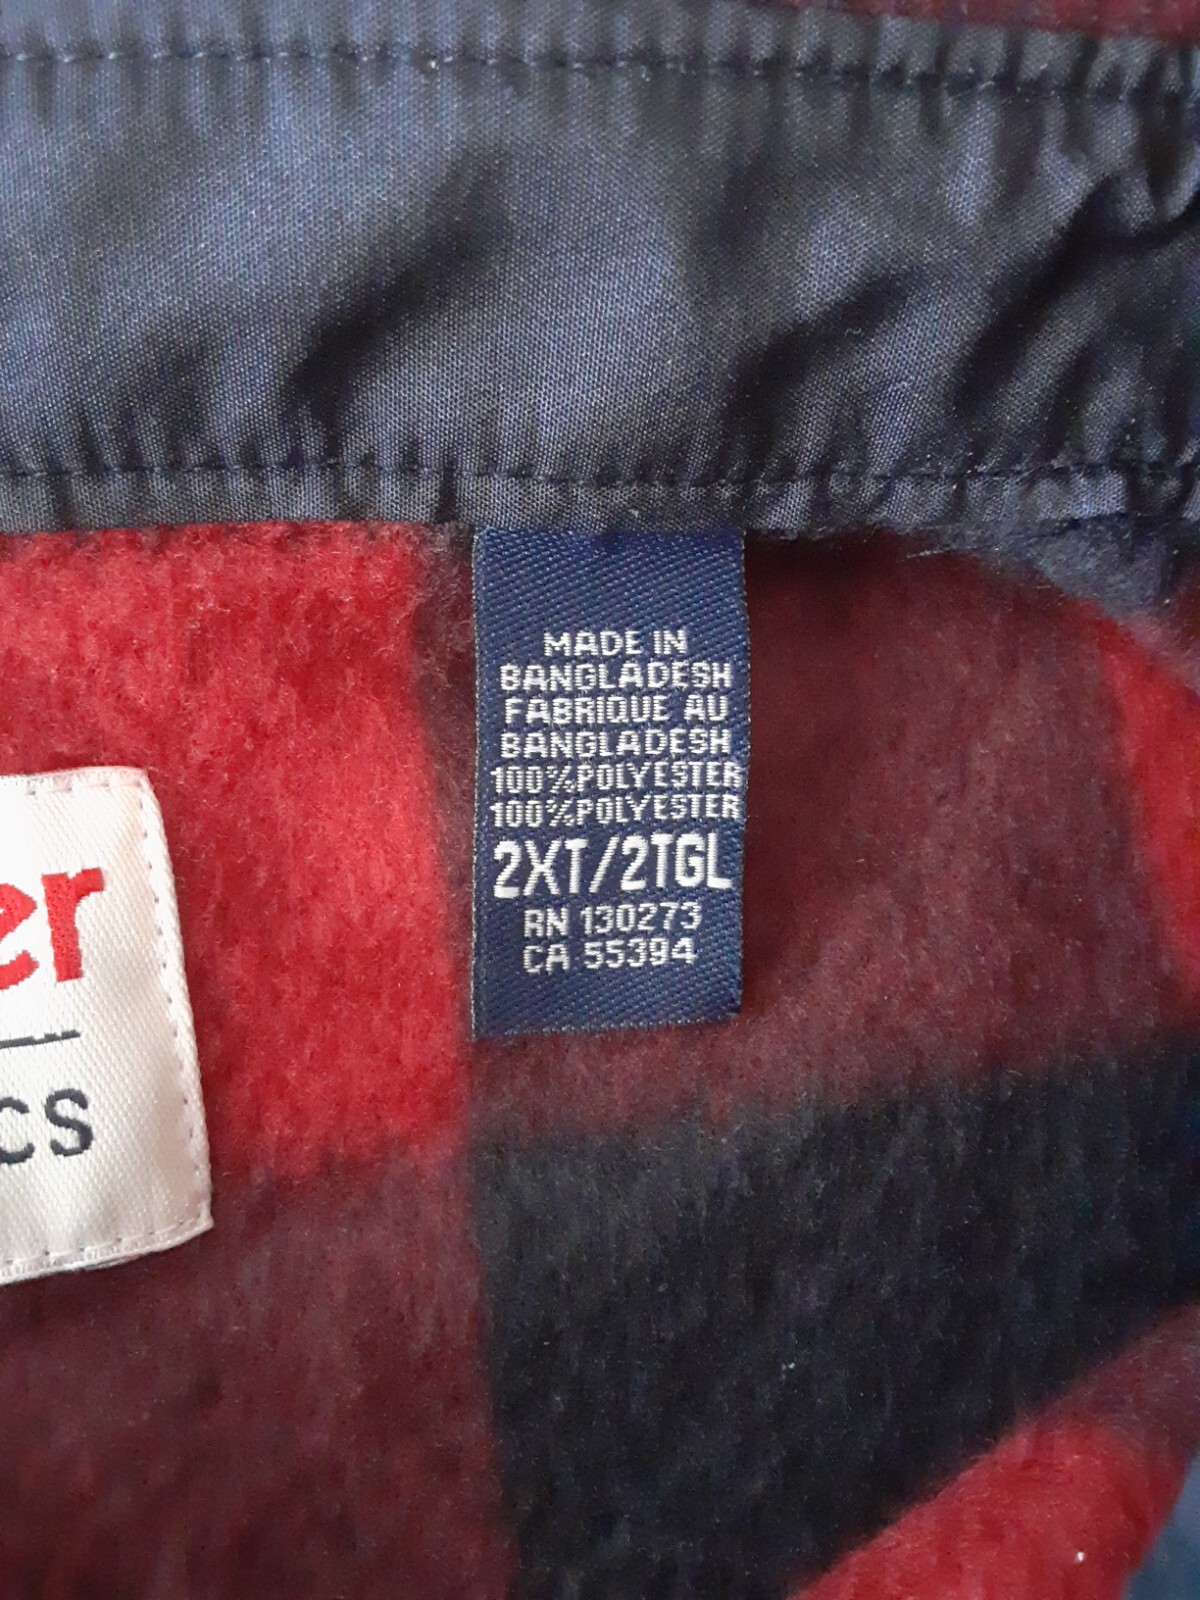 MADE IN
BANGLADESH
FABRIQUE AU
BANGLADESH
100%POLYESTER
100%POLYESTER
2XT/2TGL
RN 130273
CA 55394
er
CS